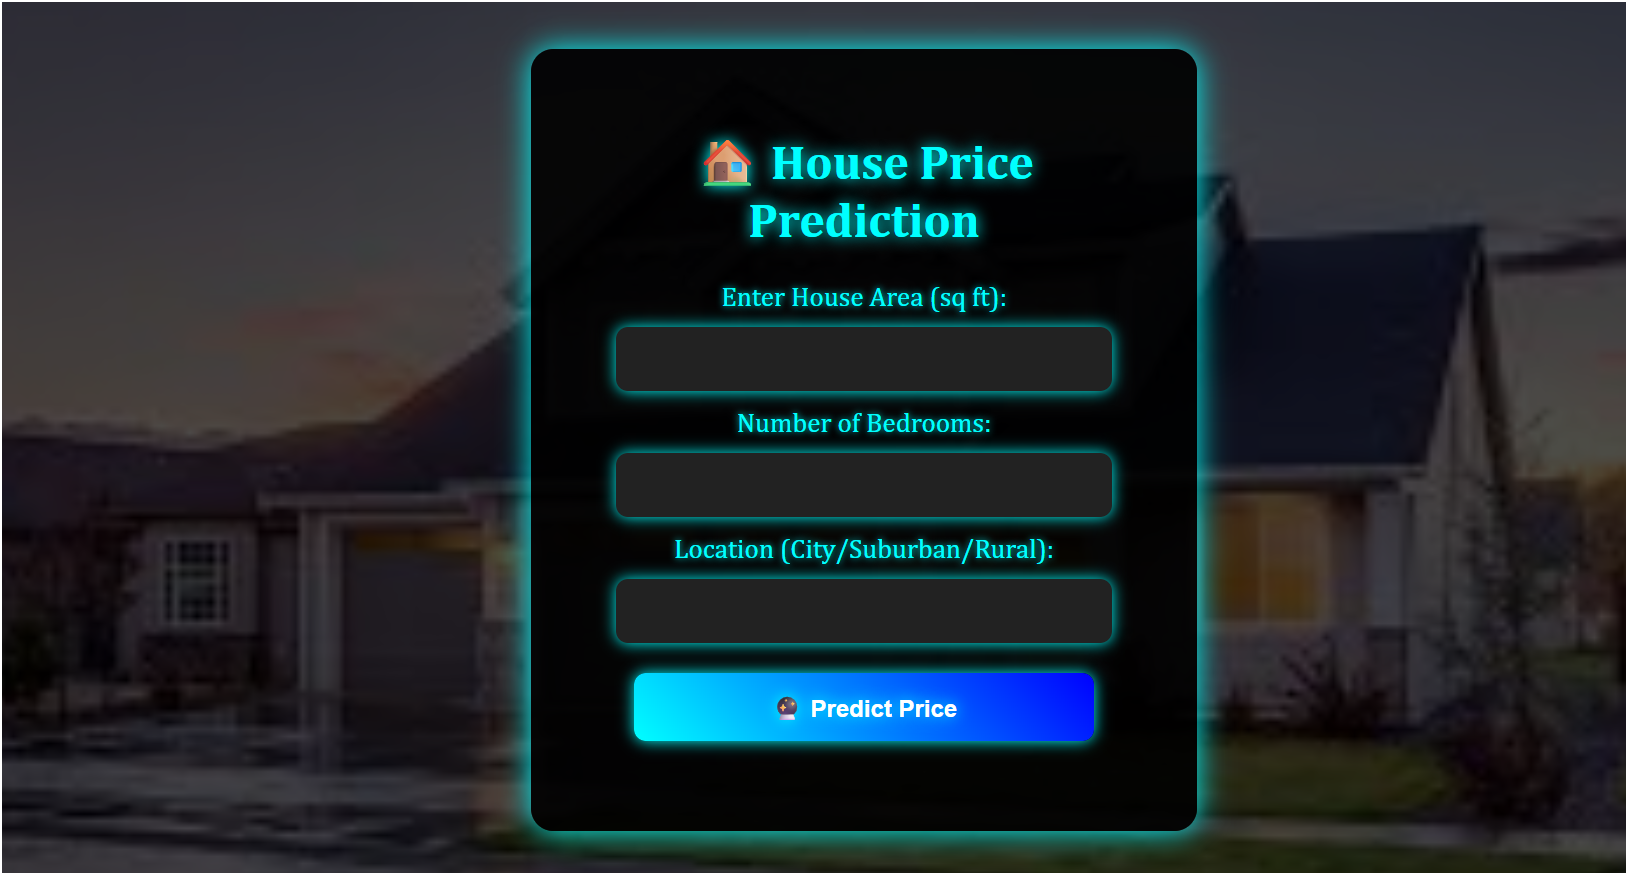 🏠 House Price
Prediction
Enter House Area (sq ft):
Number of Bedrooms:
Location (City/Suburban/Rural):
🔮 Predict Price